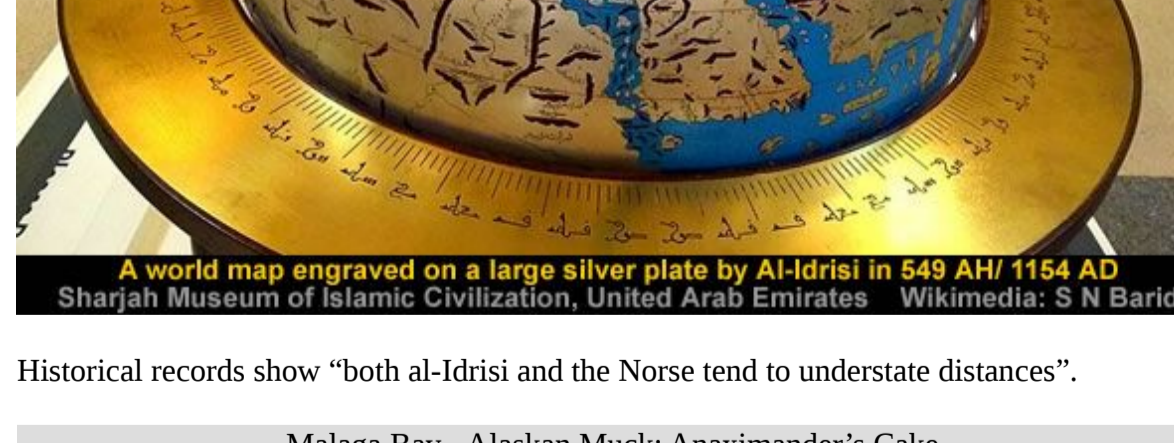 A world map engraved on a large silver plate by Al-Idrisi in 549 AH/ 1154 AD
Sharjah Museum of Islamic Civilization, United Arab Emirates Wikimedia: S N Barid
Historical records show “both al-Idrisi and the Norse tend to understate distances”.
Malaga Bay - Alaskan Muck: Anaximander’s Cake